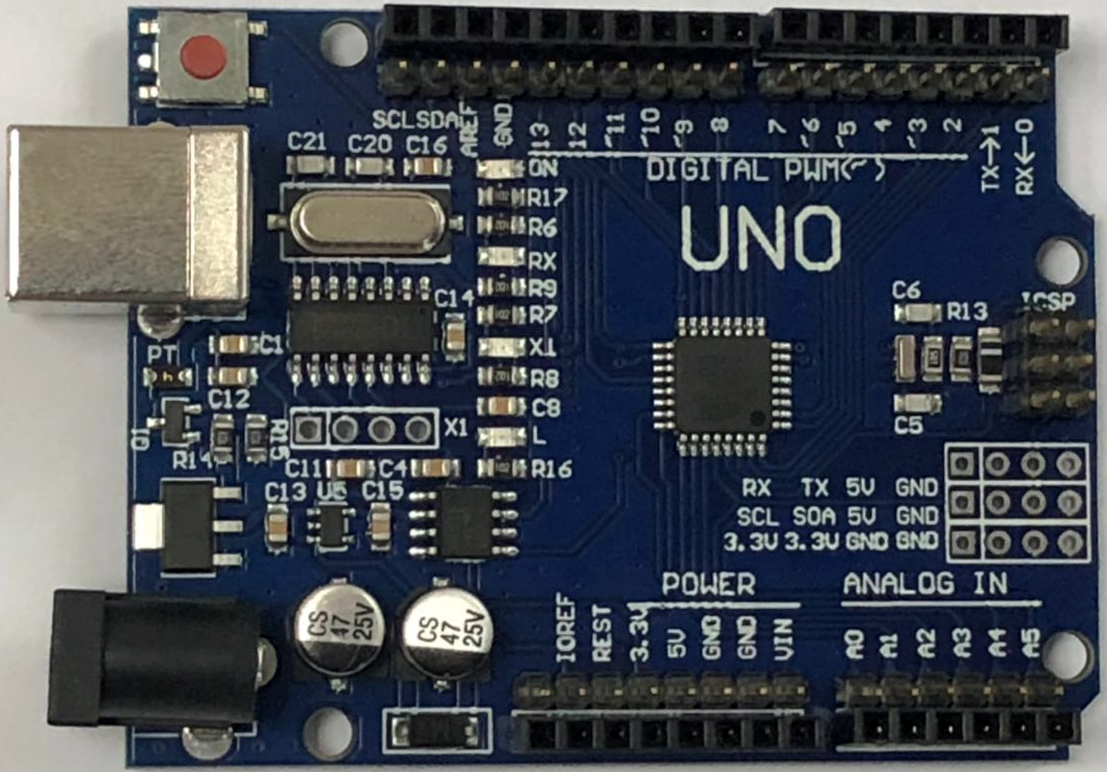 SCL SDA AREF GND 13 12 ~11 ~10 ~9 8 7 ~6 ~5 4 ~3 2 TX→1 RX←0
DIGITAL PWM(~)
UNO
C21 C20 C16
ON
R17
R6
RX
R9
R7
TX
R8
C8
L
R16
C14
PT
C1
C12
Q1
R14
R15
X1
C11
C4
C13
U5
C15
C6
R13
ICSP
C5
RX TX 5V GND
SCL SOA 5V GND
3.3V 3.3V GND GND
POWER
IOREF REST 3.3V 5V GND GND VIN
ANALOG IN
A0 A1 A2 A3 A4 A5
CS
47
25V
CS
47
25V